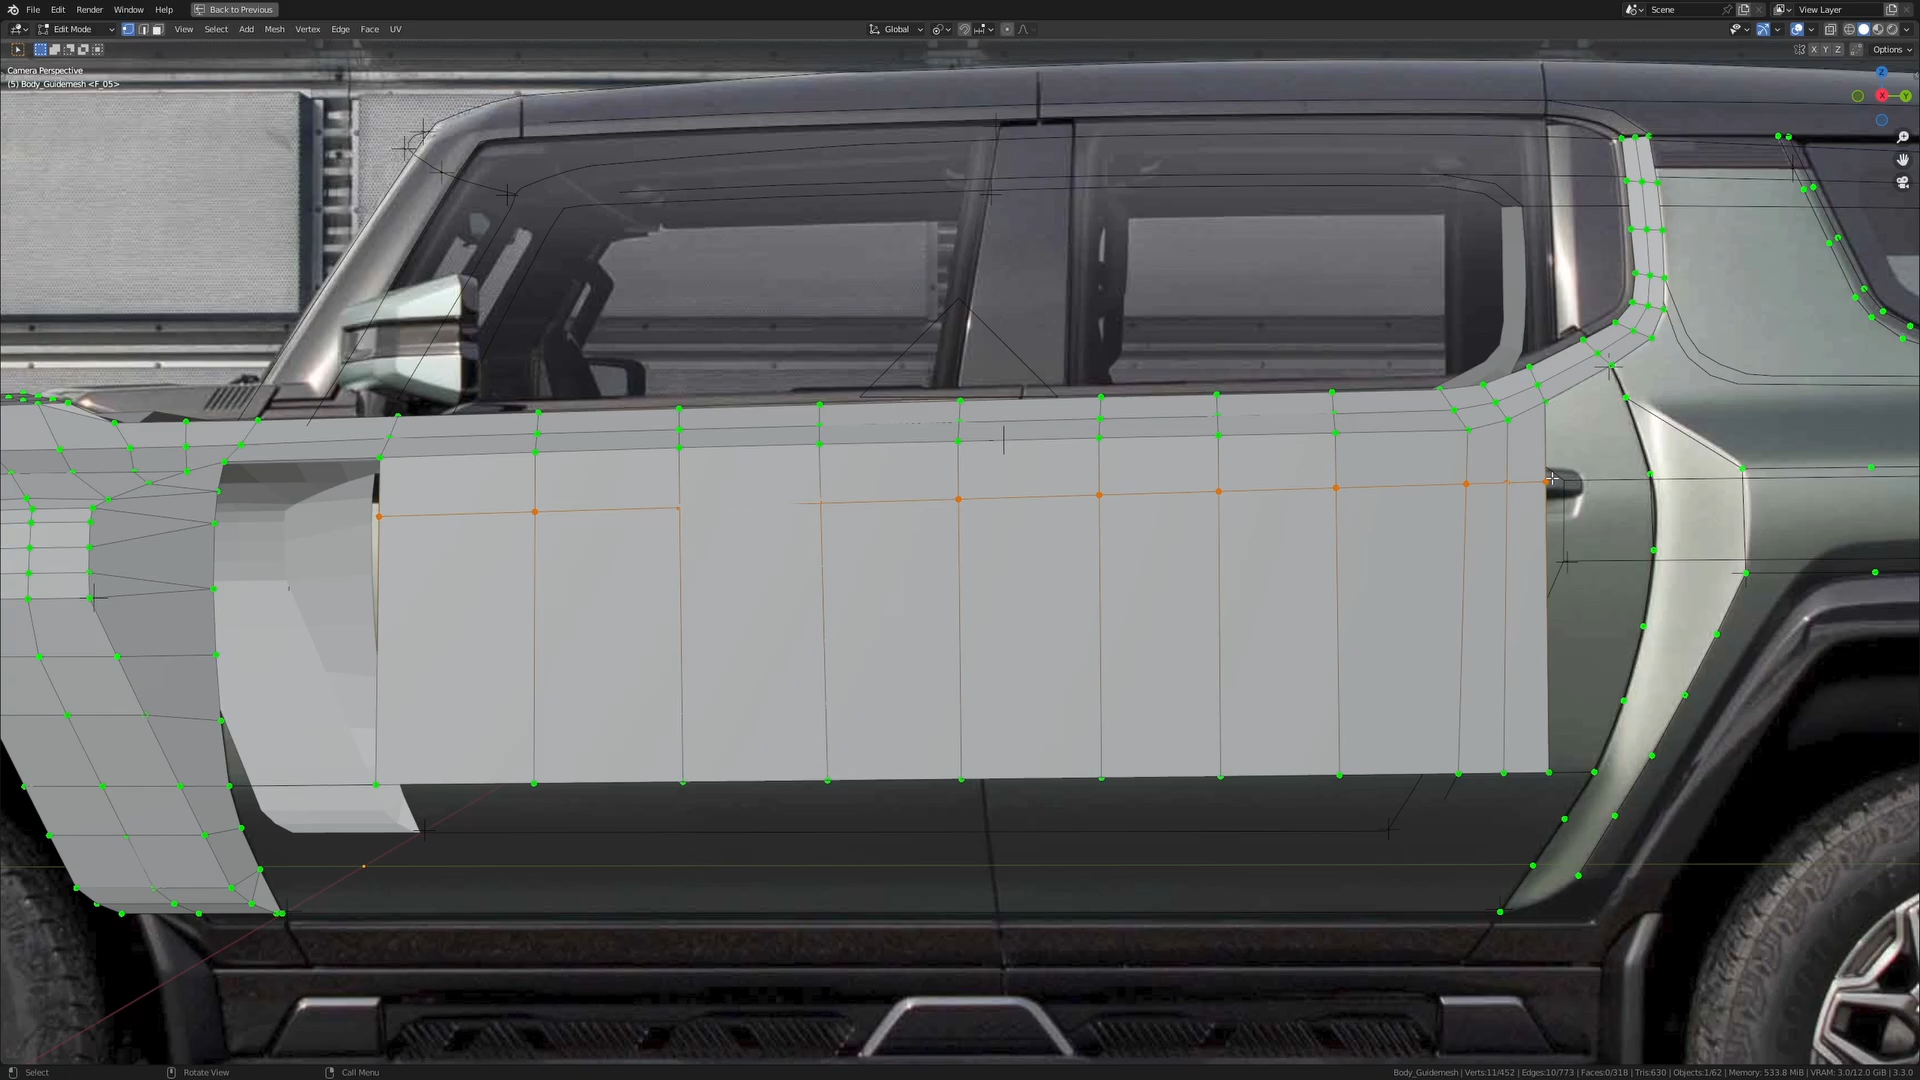 File Edit Render Window Help Back to Previous Scene View Layer
Edit Mode View Select Add Mesh Vertex Edge Face UV Global
X Y Z Options
Camera Perspective
(5) Body_Guidemesh <F_05>
Z
X Y
Select Rotate View Call Menu Body_Guidemesh | Verts:11/452 | Edges:10/773 | Faces:0/318 | Tris:630 | Objects:1/62 | Memory: 533.8 MiB | VRAM: 3.0/12.0 GiB | 3.3.0